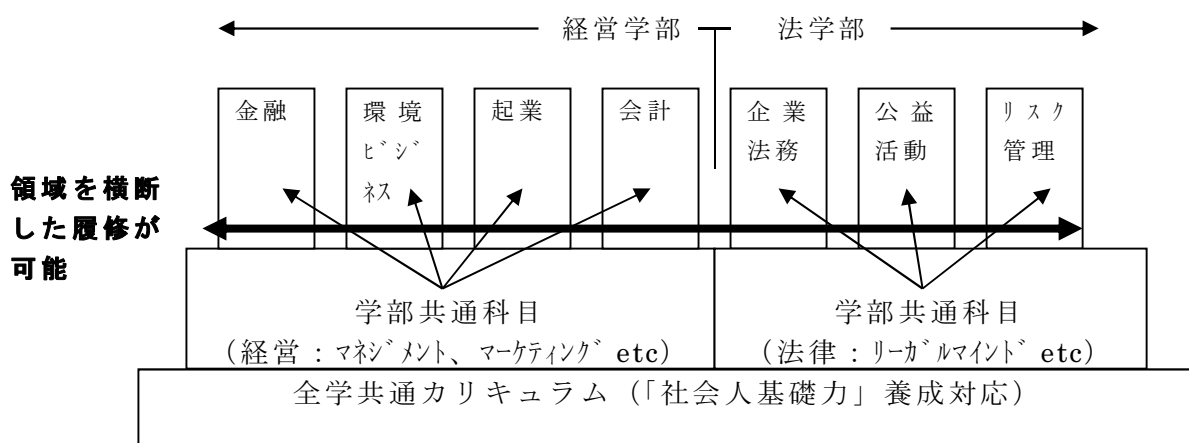 経営学部 法学部
金融
環境
ﾋﾞｼﾞ
ﾈｽ
起業
会計
企業
法務
公益
活動
ﾘｽｸ
管理
領域を横断
した履修が
可能
学部共通科目
（経営：ﾏﾈｼﾞﾒﾝﾄ、ﾏｰｹﾃｨﾝｸﾞ etc）
学部共通科目
（法律：ﾘｰｶﾞﾙﾏｲﾝﾄﾞ etc）
全学共通カリキュラム（「社会人基礎力」養成対応）